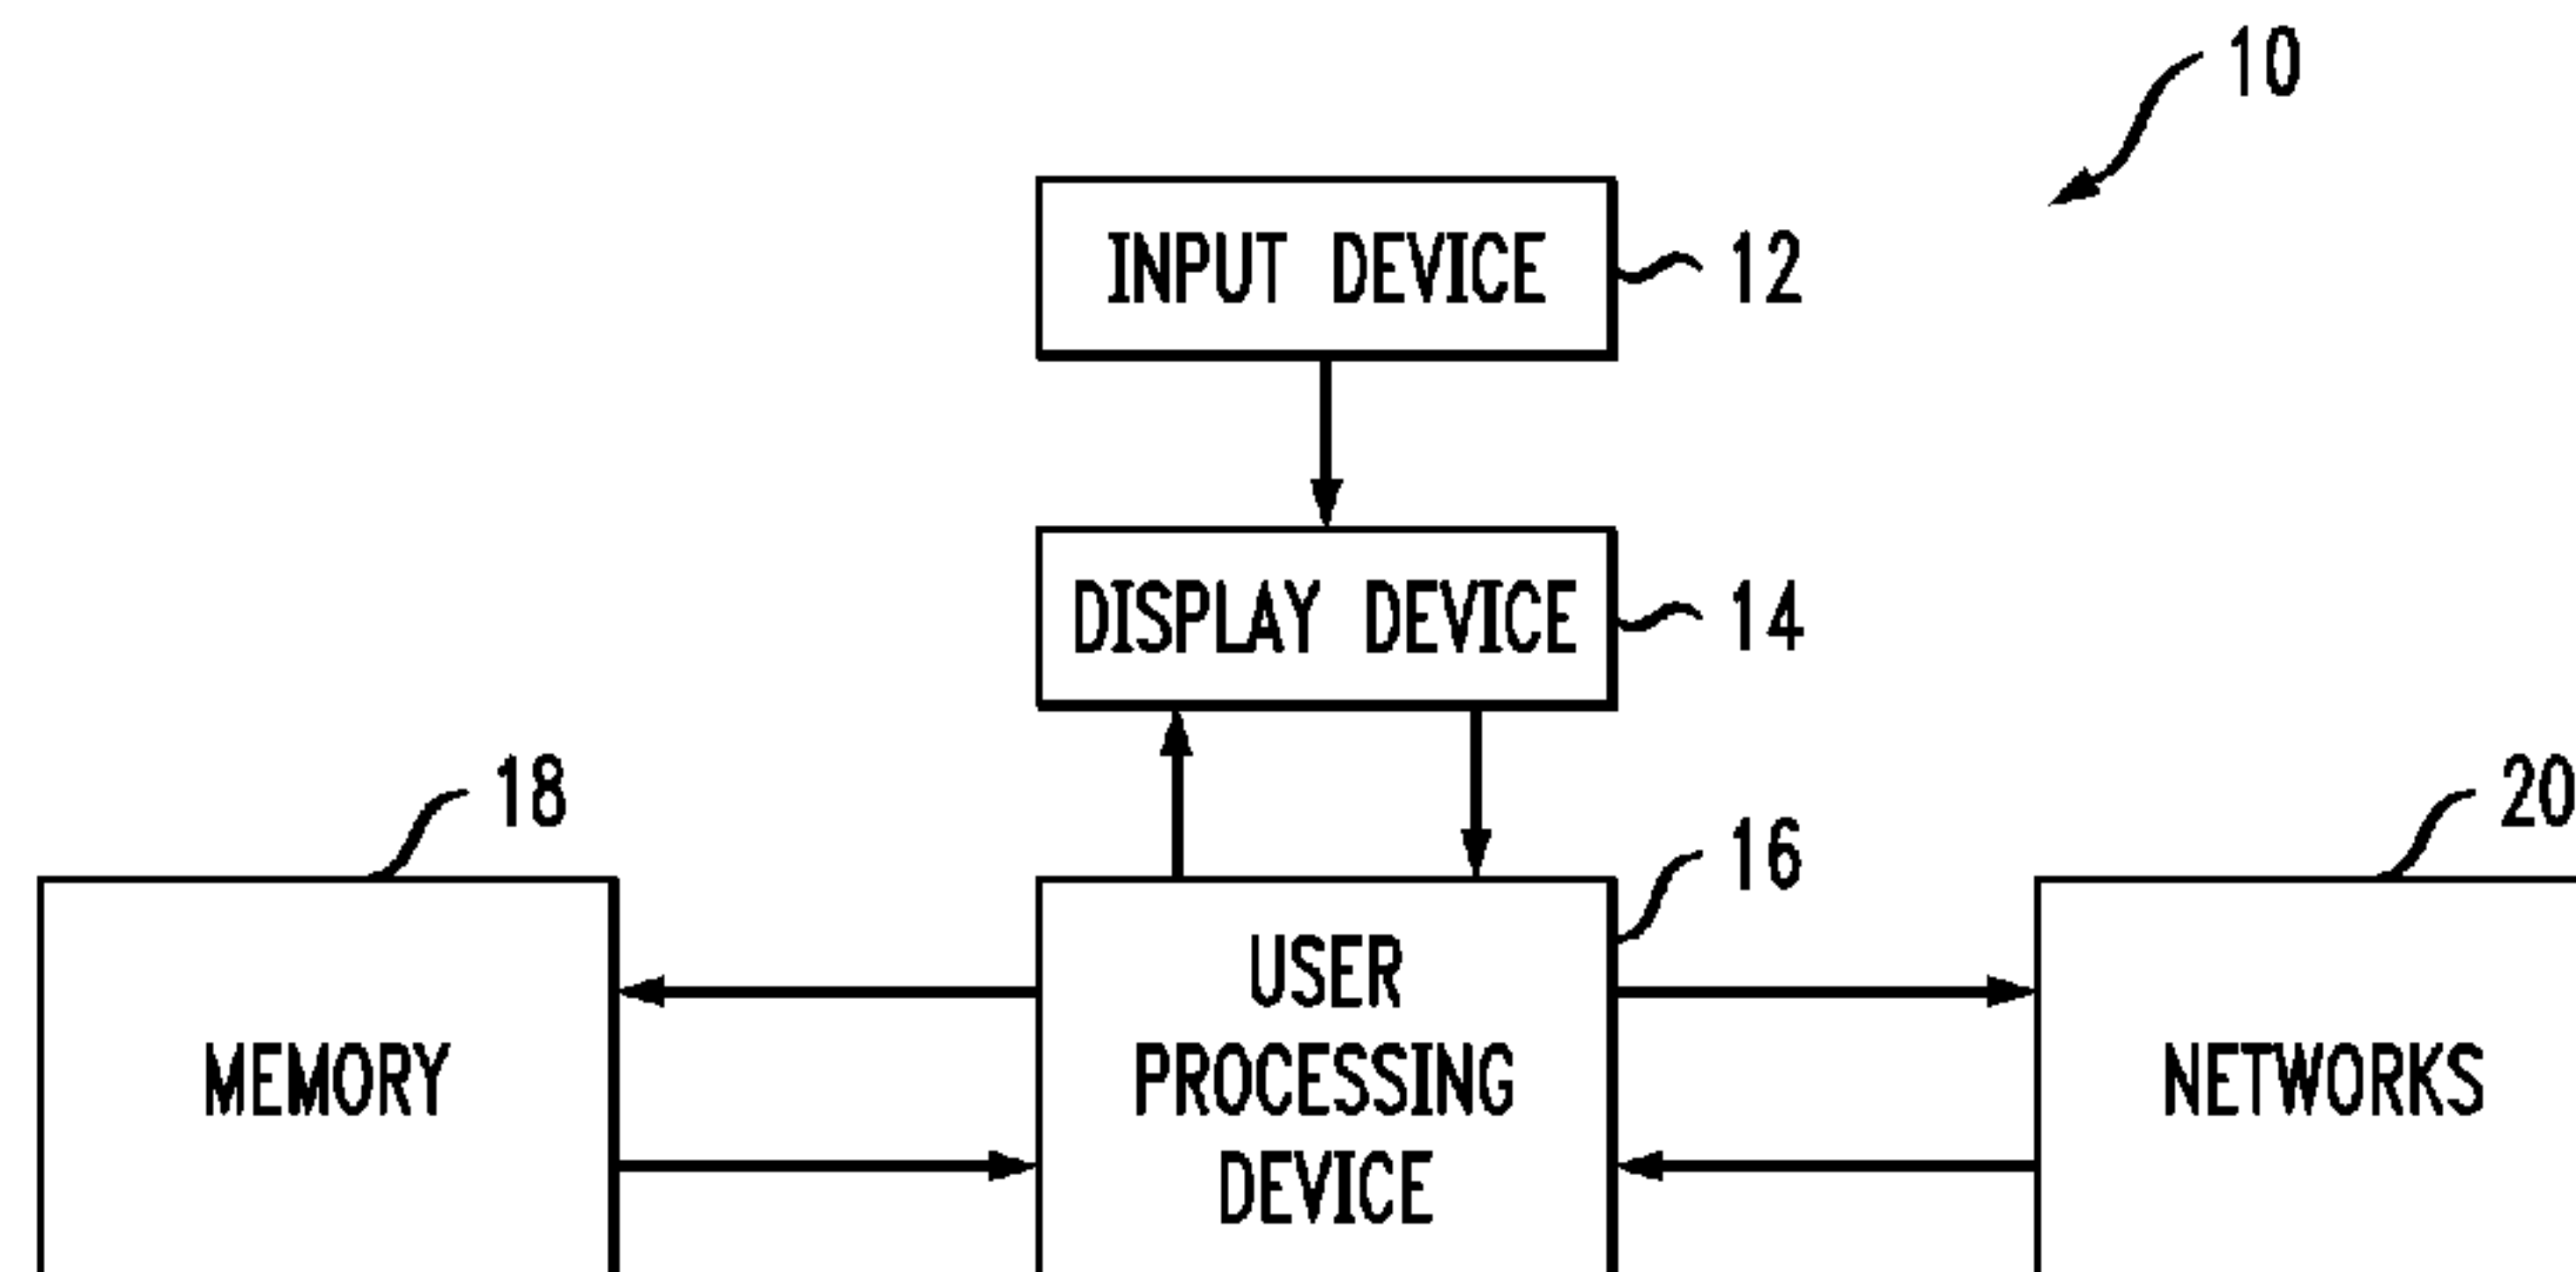 10
INPUT DEVICE
12
DISPLAY DEVICE
14
18
16
20
MEMORY
USER
PROCESSING
DEVICE
NETWORKS